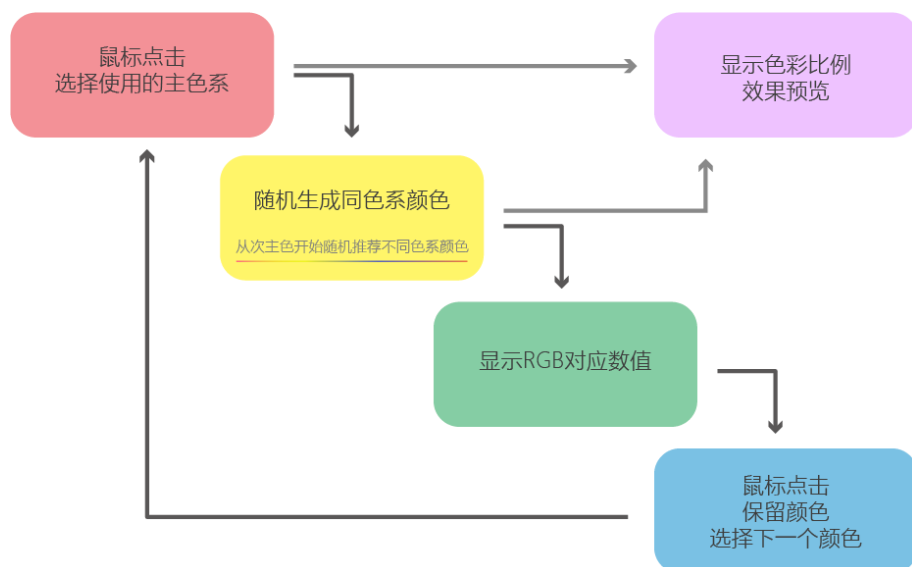 鼠标点击
选择使用的主色系
显示色彩比例
效果预览
随机生成同色系颜色
从次主色开始随机推荐不同色系颜色
显示RGB对应数值
鼠标点击
保留颜色
选择下一个颜色